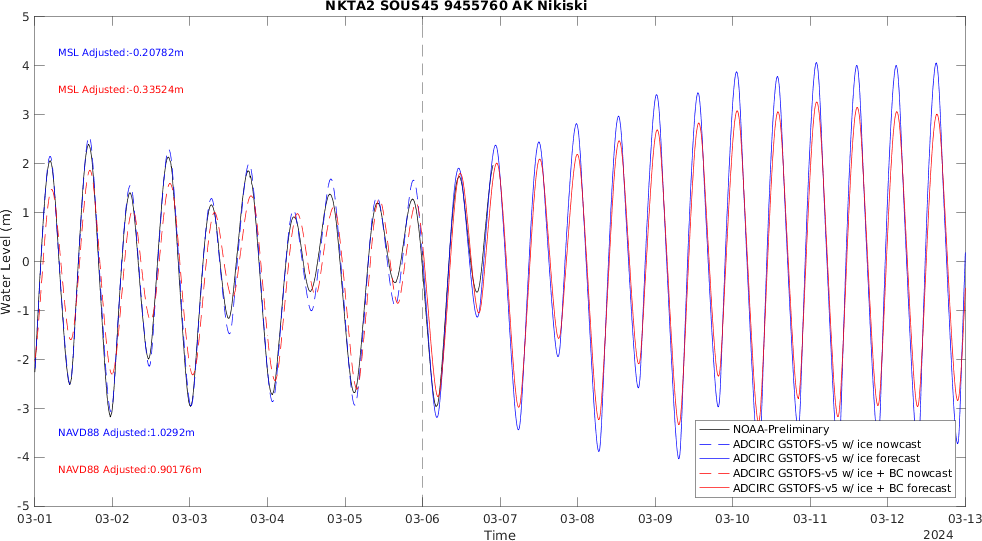 NKTA2 SOUS45 9455760 AK Nikiski
5
4
3
2
1
0
-1
-2
-3
-4
-5
Water Level (m)
MSL Adjusted:-0.20782m
MSL Adjusted:-0.33524m
NAVD88 Adjusted:1.0292m
NAVD88 Adjusted:0.90176m
NOAA-Preliminary
ADCIRC GSTOFS-v5 w/ ice nowcast
ADCIRC GSTOFS-v5 w/ ice forecast
ADCIRC GSTOFS-v5 w/ ice + BC nowcast
ADCIRC GSTOFS-v5 w/ ice + BC forecast
03-01 03-02 03-03 03-04 03-05 03-06 03-07 03-08 03-09 03-10 03-11 03-12 03-13
Time
2024